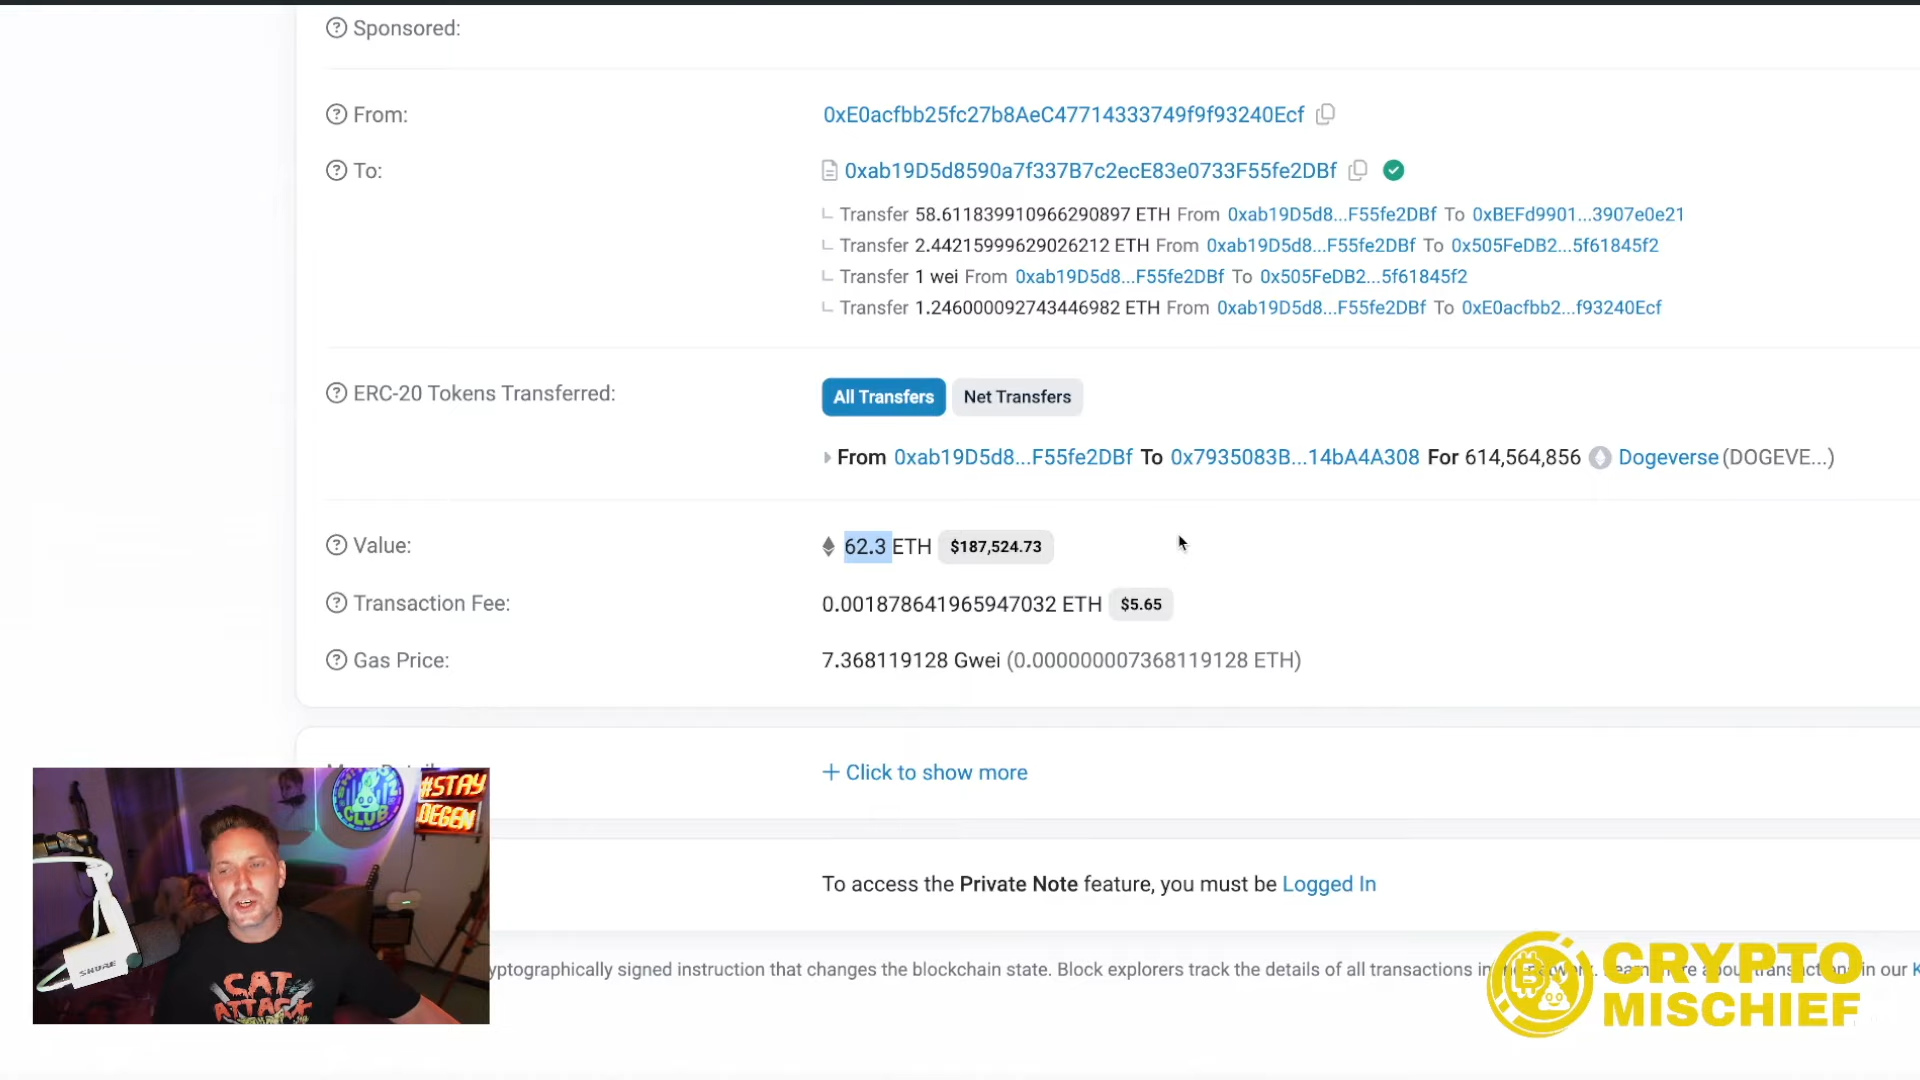 Sponsored:
From:
0xE0acfbb25fc27b8AeC47714333749f9f93240Ecf
To:
0xab19D5d8590a7f337B7c2ecE83e0733F55fe2DBf
Transfer 58.611839910966290897 ETH From 0xab19D5d8...F55fe2DBf To 0xBEFd9901...3907e0e21
Transfer 2.44215999629026212 ETH From 0xab19D5d8...F55fe2DBf To 0x505FeDB2...5f61845f2
Transfer 1 wei From 0xab19D5d8...F55fe2DBf To 0x505FeDB2...5f61845f2
Transfer 1.246000092743446982 ETH From 0xab19D5d8...F55fe2DBf To 0xE0acfbb2...f93240Ecf
ERC-20 Tokens Transferred:
All Transfers Net Transfers
From 0xab19D5d8...F55fe2DBf To 0x7935083B...14bA4A308 For 614,564,856 Dogeverse (DOGEVE...)
Value:
62.3 ETH $187,524.73
Transaction Fee:
0.001878641965947032 ETH $5.65
Gas Price:
7.368119128 Gwei (0.000000007368119128 ETH)
+ Click to show more
To access the Private Note feature, you must be Logged In
yptographically signed instruction that changes the blockchain state. Block explorers track the details of all transactions in in our K
#STAY
DEGEN
CLUB
SHURE
CAT
ATTACK
CRYPTO
MISCHIEF